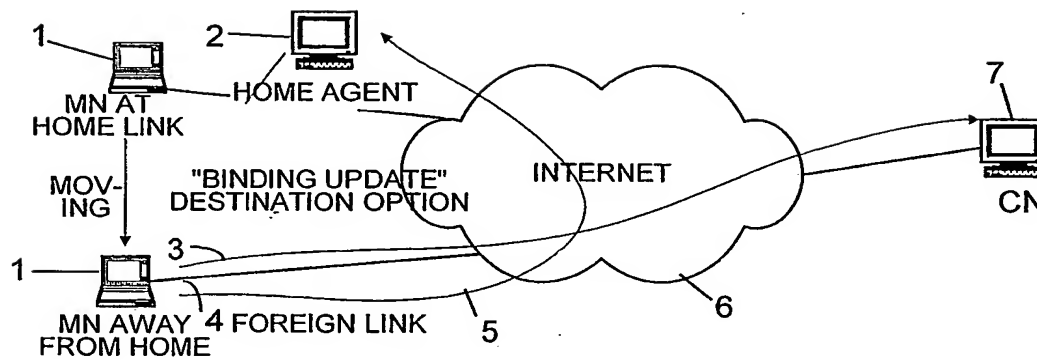 1
2
7
HOME AGENT
MN AT
HOME LINK
INTERNET
CN
"BINDING UPDATE"
DESTINATION OPTION
MOV-
ING
3
1
4 FOREIGN LINK
5
6
MN AWAY
FROM HOME